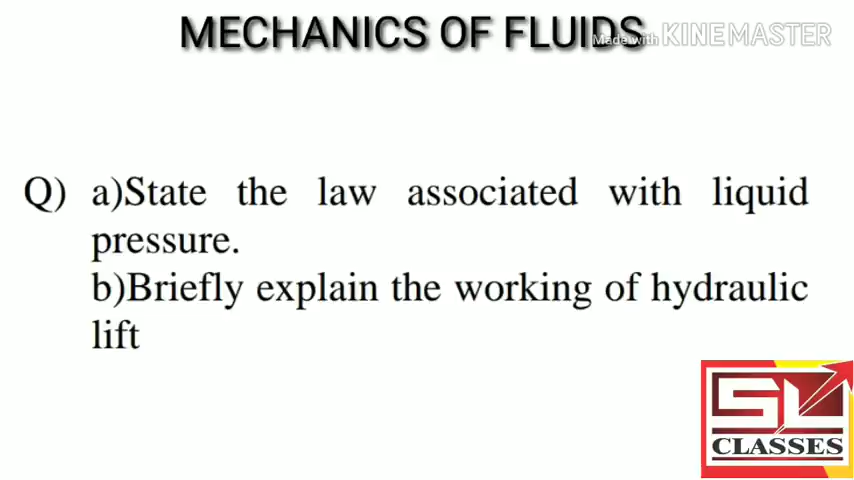 MECHANICS OF FLUIDS
Made with KINEMASTER
Q) a)State the law associated with liquid
pressure.
b)Briefly explain the working of hydraulic
lift
SL
CLASSES